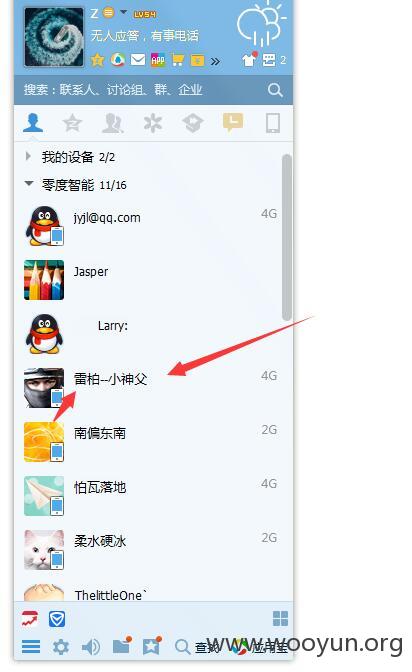 Z LV54
无人应答，有事电话
APP 2
搜索：联系人、讨论组、群、企业
我的设备 2/2
零度智能 11/16
jyjl@qq.com 4G
Jasper
Larry:
雷柏--小神父 4G
南偏东南 2G
怕瓦落地 4G
柔水硬冰 2G
ThelittleOne`
www.wooyun.org
查找 应用宝